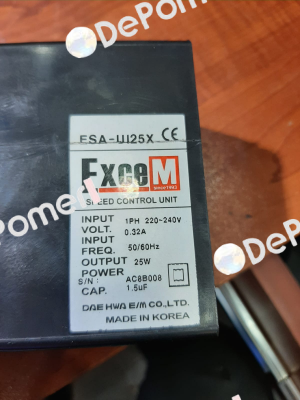 DePom
ESA-UI25X CE
ExceM
since1983
SPEED CONTROL UNIT
INPUT 1PH 220~240V
VOLT. 0.32A
INPUT
FREQ. 50/60Hz
OUTPUT 25W
POWER
S/N : AC8B008
CAP. 1.5uF
DAE HWA E/M CO.,LTD.
MADE IN KOREA
DePom